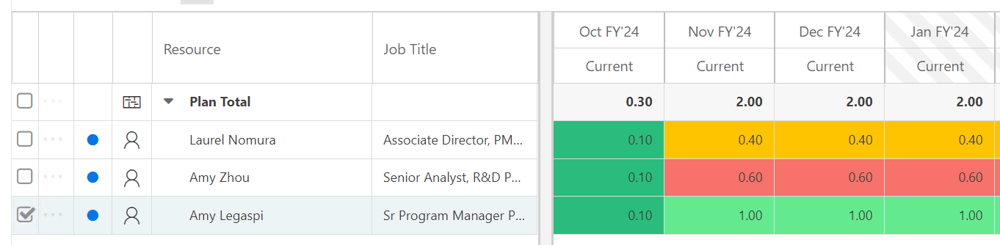 Resource Job Title Oct FY'24 Nov FY'24 Dec FY'24 Jan FY'24
Current Current Current Current
Plan Total 0.30 2.00 2.00 2.00
Laurel Nomura Associate Director, PM... 0.10 0.40 0.40 0.40
Amy Zhou Senior Analyst, R&D P... 0.10 0.60 0.60 0.60
Amy Legaspi Sr Program Manager P... 0.10 1.00 1.00 1.00